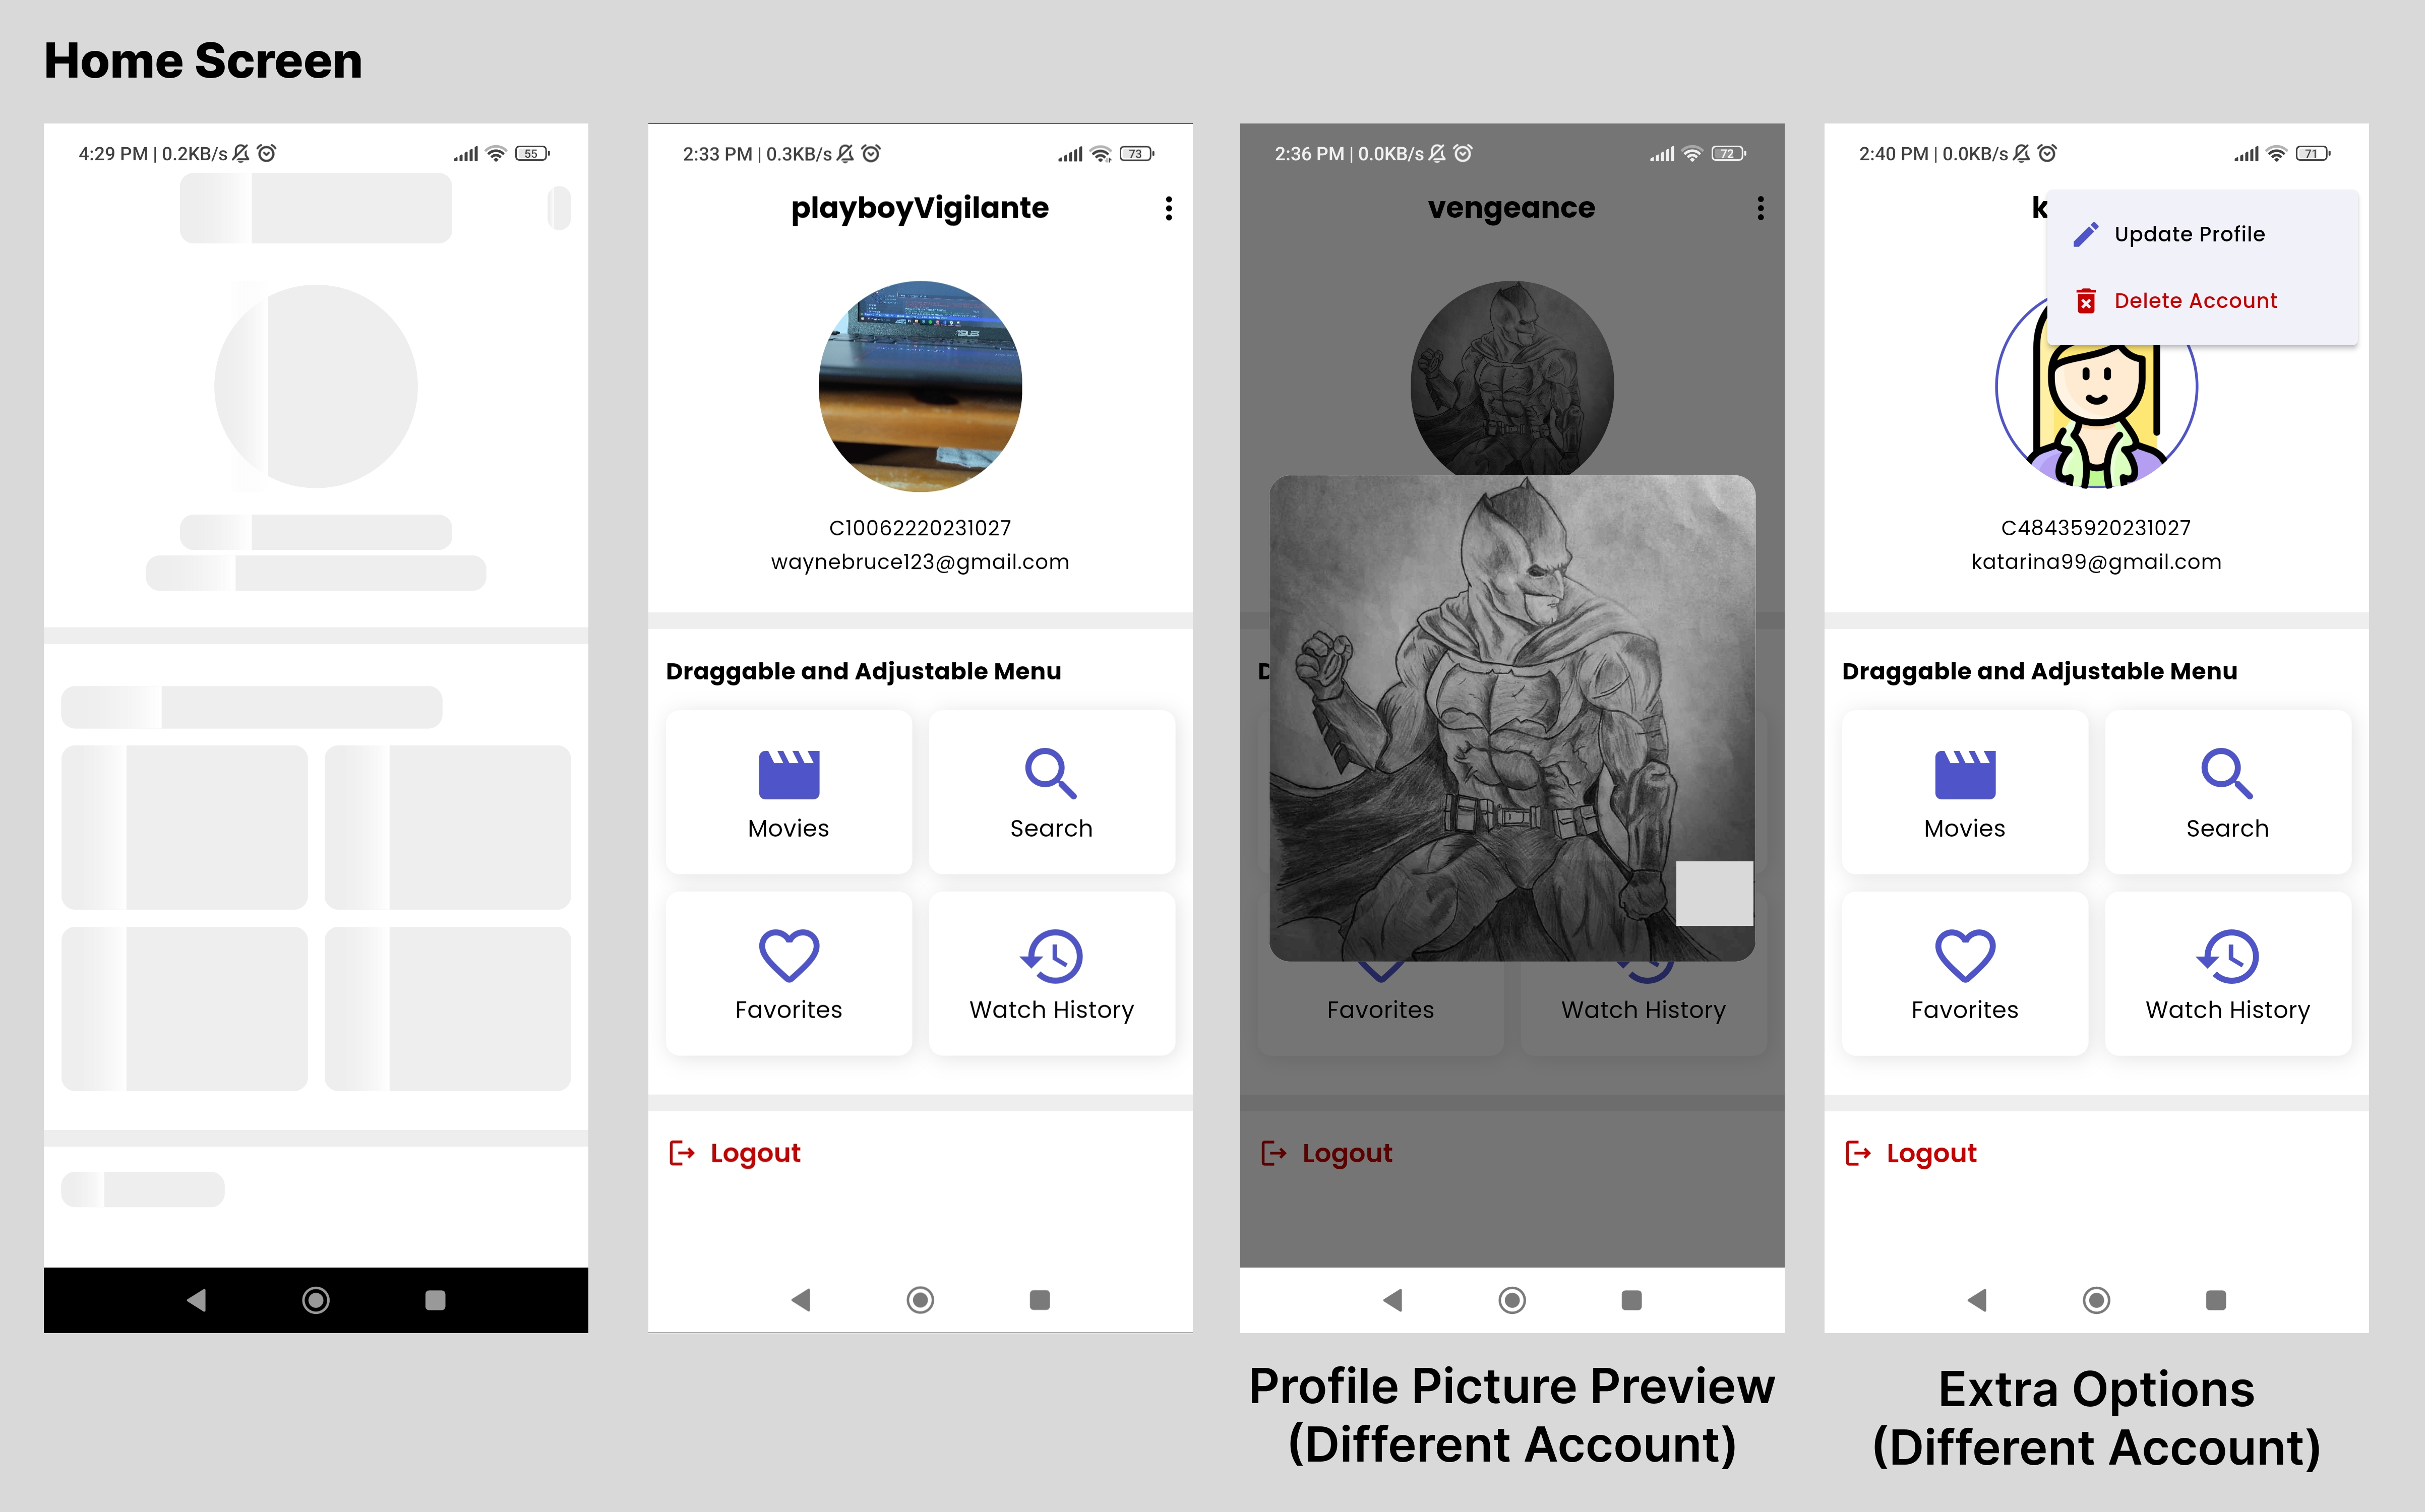 Home Screen
4:29 PM | 0.2KB/s
55
2:33 PM | 0.3KB/s
73
playboyVigilante
ASUS
C10062220231027
waynebruce123@gmail.com
Draggable and Adjustable Menu
Movies
Search
Favorites
Watch History
Logout
2:36 PM | 0.0KB/s
72
vengeance
D
Favorites
Watch History
Logout
Profile Picture Preview
(Different Account)
2:40 PM | 0.0KB/s
71
k
Update Profile
Delete Account
C48435920231027
katarina99@gmail.com
Draggable and Adjustable Menu
Movies
Search
Favorites
Watch History
Logout
Extra Options
(Different Account)